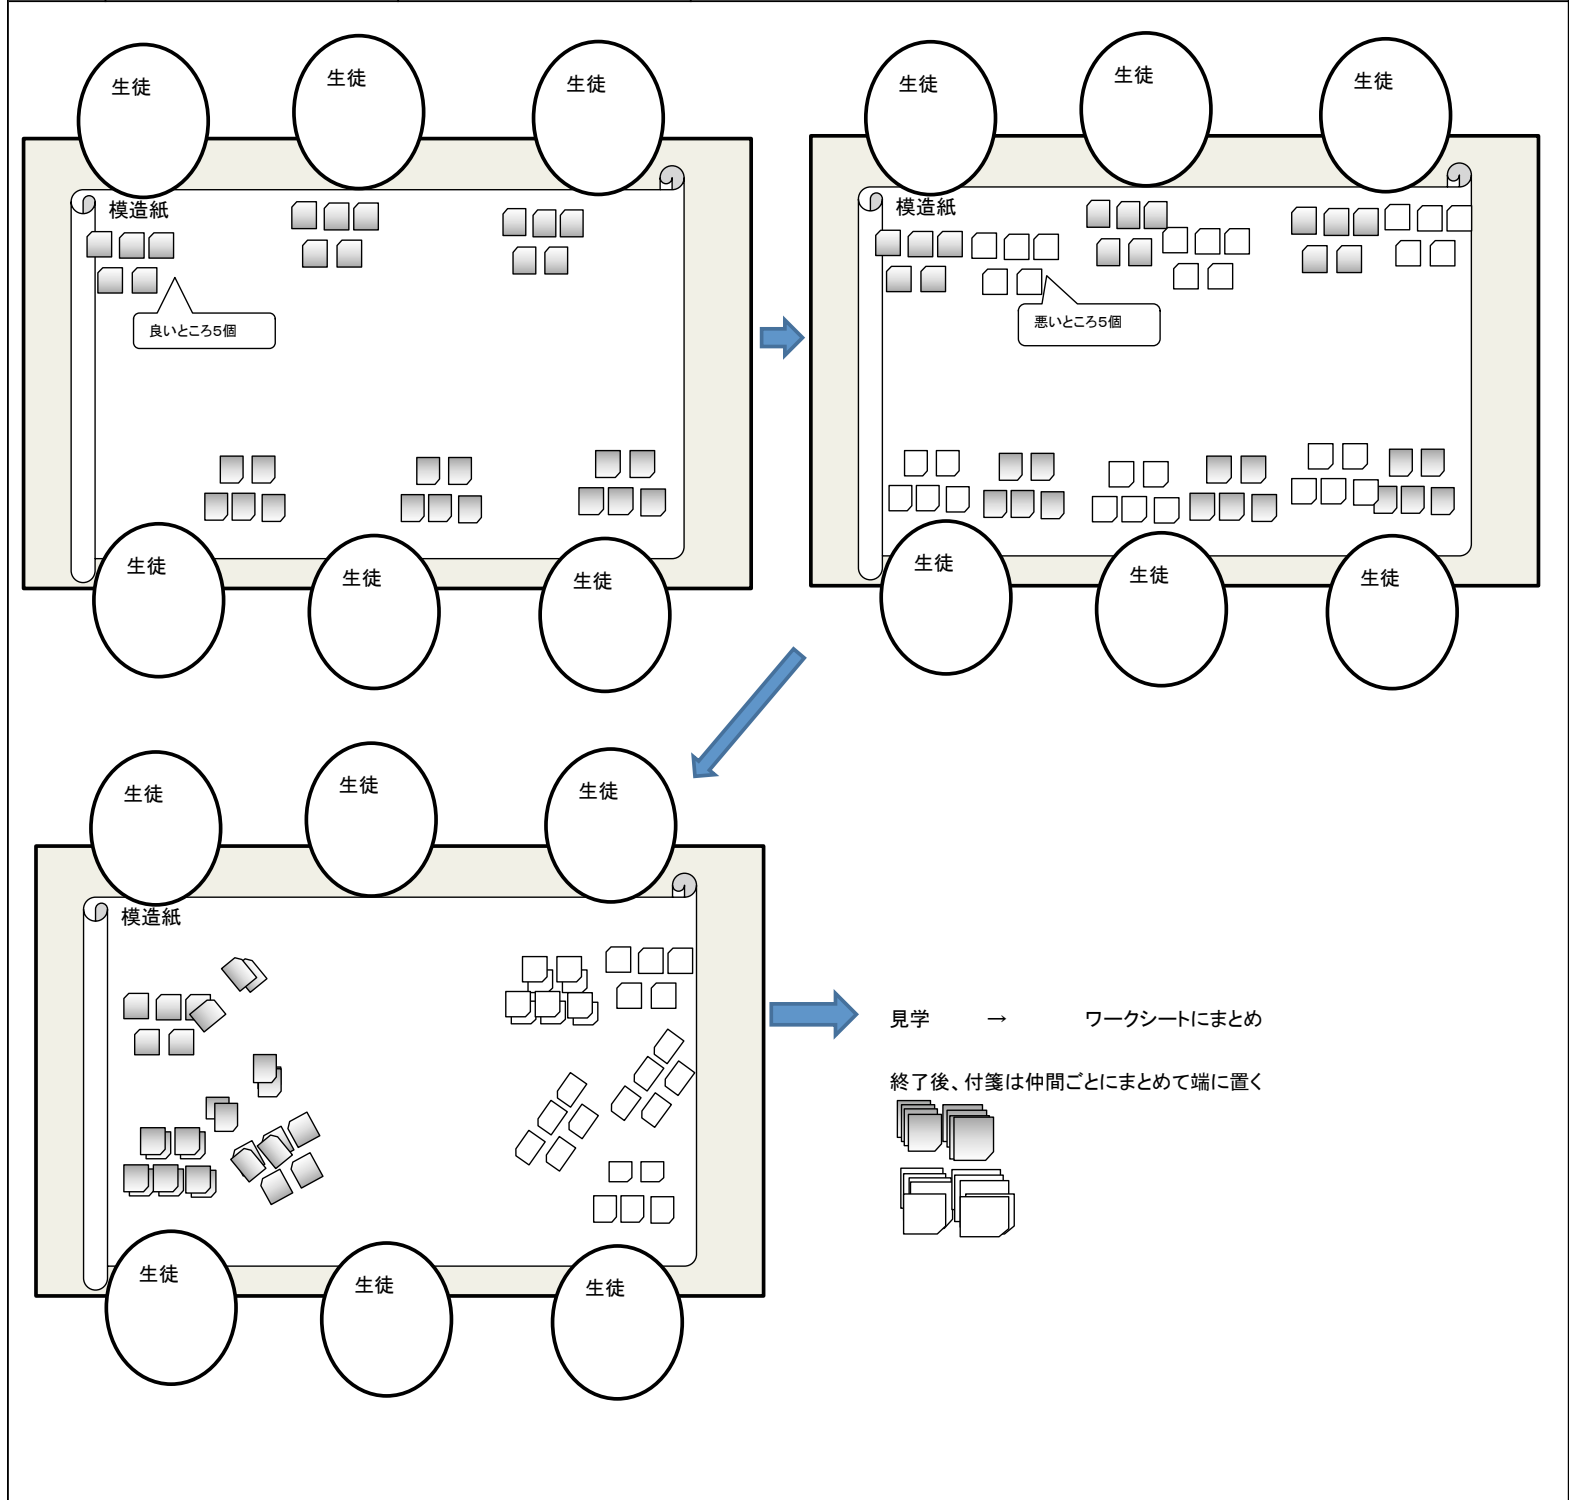 生徒
生徒
生徒
模造紙
良いところ5個
生徒
生徒
生徒
生徒
生徒
生徒
模造紙
悪いところ5個
生徒
生徒
生徒
生徒
生徒
生徒
模造紙
生徒
生徒
生徒
見学 → ワークシートにまとめ
終了後、付箋は仲間ごとにまとめて端に置く